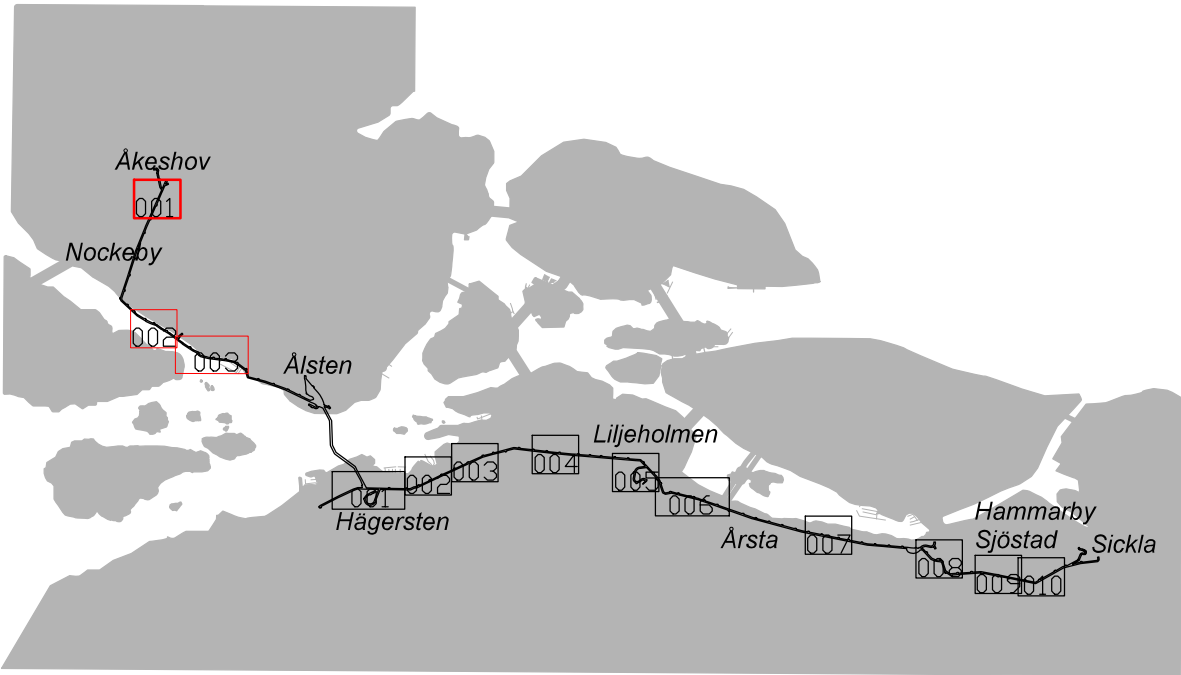 Åkeshov
001
Nockeby
002
003
Ålsten
Liljeholmen
001
002
003
004
005
006
Hägersten
Årsta
007
Hammarby
Sjöstad
Sickla
008
009
010